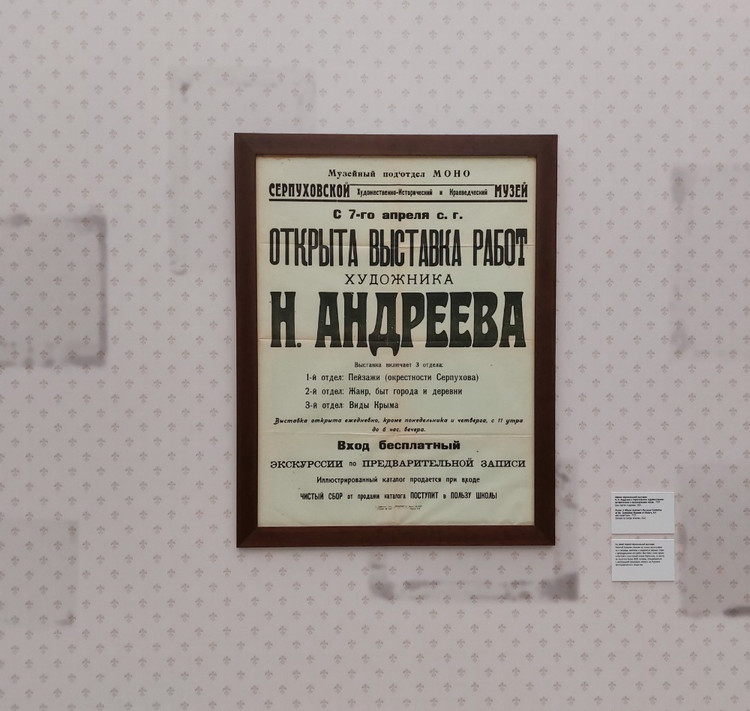 Музейный под'отдел МОНО
СЕРПУХОВСКОЙ Художественно-Исторический и Краеведческий МУЗЕЙ
С 7-го апреля с. г.
ОТКРЫТА ВЫСТАВКА РАБОТ
ХУДОЖНИКА
Н. АНДРЕЕВА
Выставка включает 3 отдела:
1-й отдел: Пейзажи (окрестности Серпухова)
2-й отдел: Жанр, быт города и деревни
3-й отдел: Виды Крыма
Выставка открыта ежедневно, кроме понедельника и четверга, с 11 утра
до 6 час. вечера.
Вход бесплатный
ЭКСКУРССИИ по ПРЕДВАРИТЕЛЬНОЙ ЗАПИСИ
Иллюстрированный каталог продается при входе
ЧИСТЫЙ СБОР от продажи каталога ПОСТУПИТ в ПОЛЬЗУ ШКОЛЫ